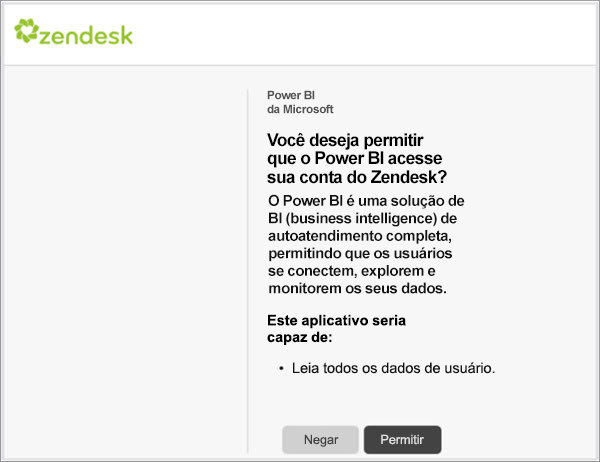 zendesk
Power BI
da Microsoft
Você deseja permitir
que o Power BI acesse
sua conta do Zendesk?
O Power BI é uma solução de
BI (business intelligence) de
autoatendimento completa,
permitindo que os usuários
se conectem, explorem e
monitorem os seus dados.
Este aplicativo seria
capaz de:
• Leia todos os dados de usuário.
Negar Permitir